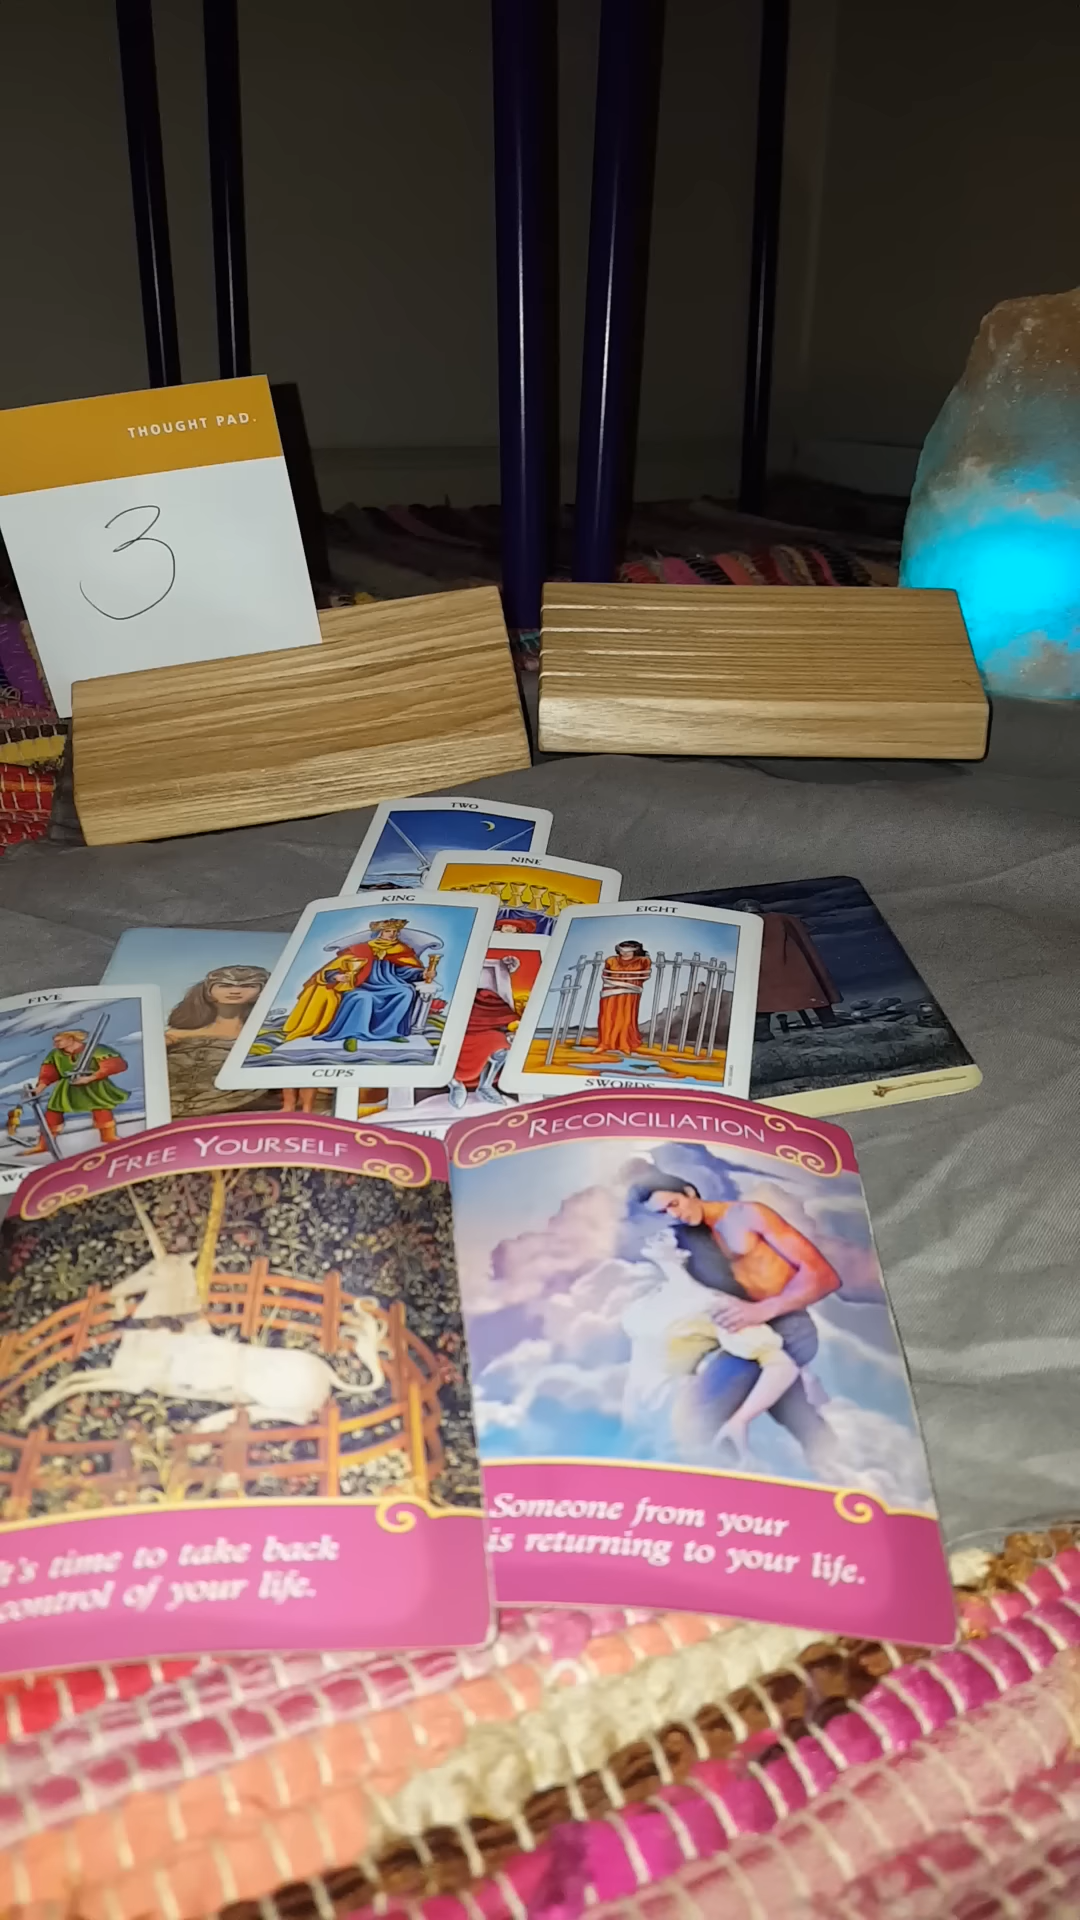 THOUGHT PAD.
3
TWO
NINE
KING
EIGHT
FIVE
CUPS
SWORDS
FREE YOURSELF
RECONCILIATION
time to take back
control of your life.
Someone from your
is returning to your life.